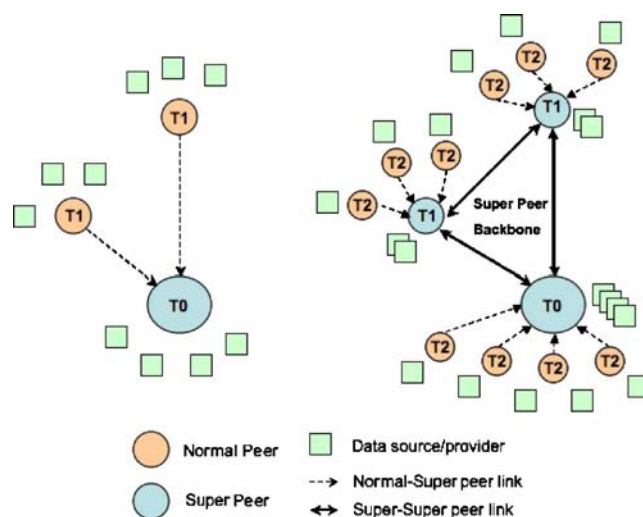 T2
T2
T2
T1
T1
T2
T2
T2
T1
T1
Super Peer
Backbone
T0
T0
T2
T2
T2
T2
Normal Peer
Data source/provider
Normal-Super peer link
Super Peer
Super-Super peer link